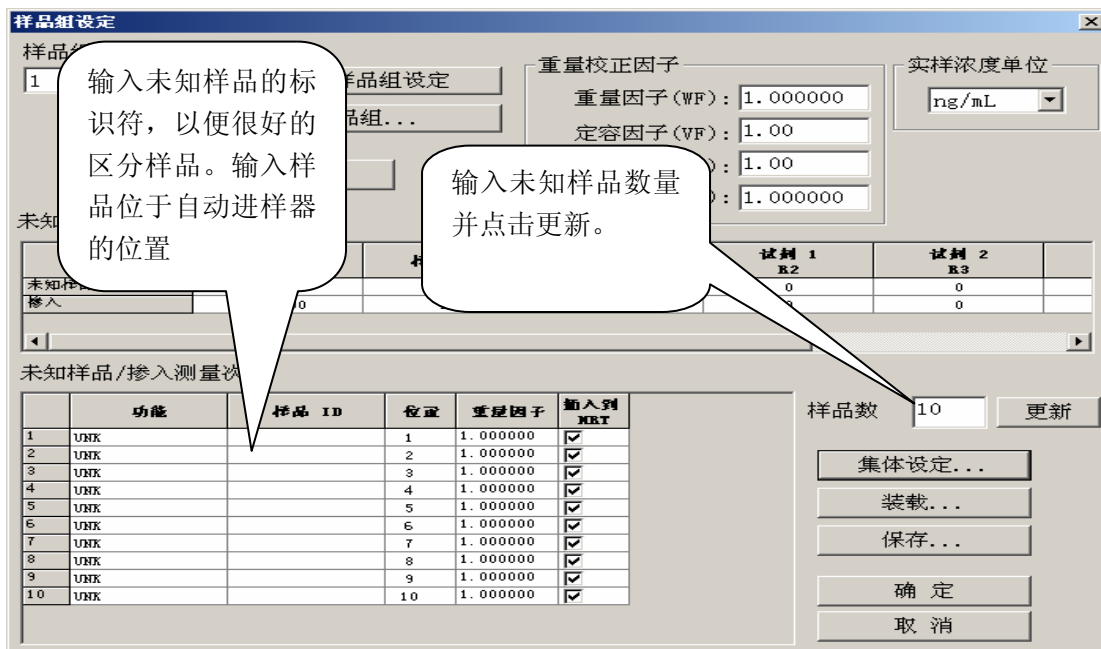 样品组设定
样品组
1
品组设定
品组...
输入未知样品的标
识符，以便很好的
区分样品。输入样
品位于自动进样器
的位置
重量校正因子
重量因子(WF): 1.000000
定容因子(VF): 1.00
): 1.00
): 1.000000
实样浓度单位
ng/mL
输入未知样品数量
并点击更新。
未知
试剂 1 试剂 2
R2 R3
未知样品 0 0
掺入 0 0
未知样品/掺入测量次
功能 样品 ID 位置 重量因子 插入到 MRT
1 UNK 1 1.000000
2 UNK 2 1.000000
3 UNK 3 1.000000
4 UNK 4 1.000000
5 UNK 5 1.000000
6 UNK 6 1.000000
7 UNK 7 1.000000
8 UNK 8 1.000000
9 UNK 9 1.000000
10 UNK 10 1.000000
样品数 10 更新
集体设定...
装载...
保存...
确 定
取 消